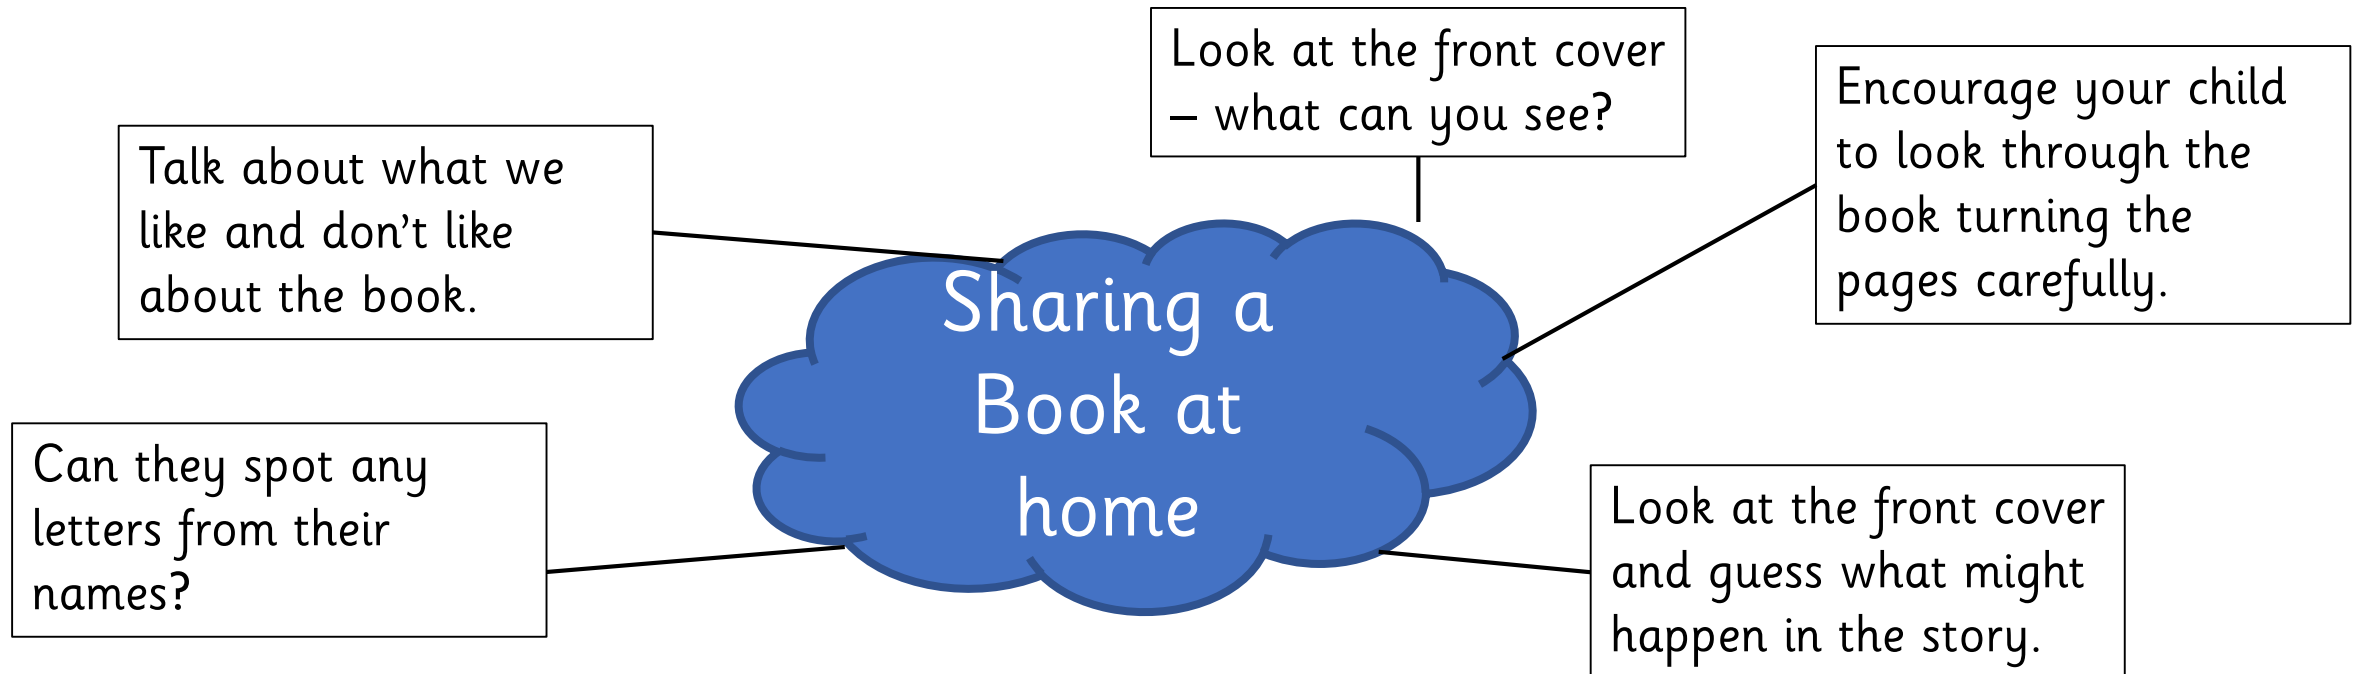 Look at the front cover
– what can you see?
Encourage your child
to look through the
book turning the
pages carefully.
Talk about what we
like and don’t like
about the book.
Sharing a
Book at
home
Can they spot any
letters from their
names?
Look at the front cover
and guess what might
happen in the story.